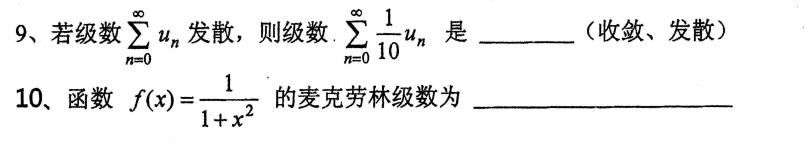 9、若级数 $\sum_{n=0}^{\infty} u_n$ 发散，则级数 $\sum_{n=0}^{\infty} \frac{1}{10} u_n$ 是 ________ （收敛、发散）
10、函数 $f(x)=\frac{1}{1+x^2}$ 的麦克劳林级数为 ____________________